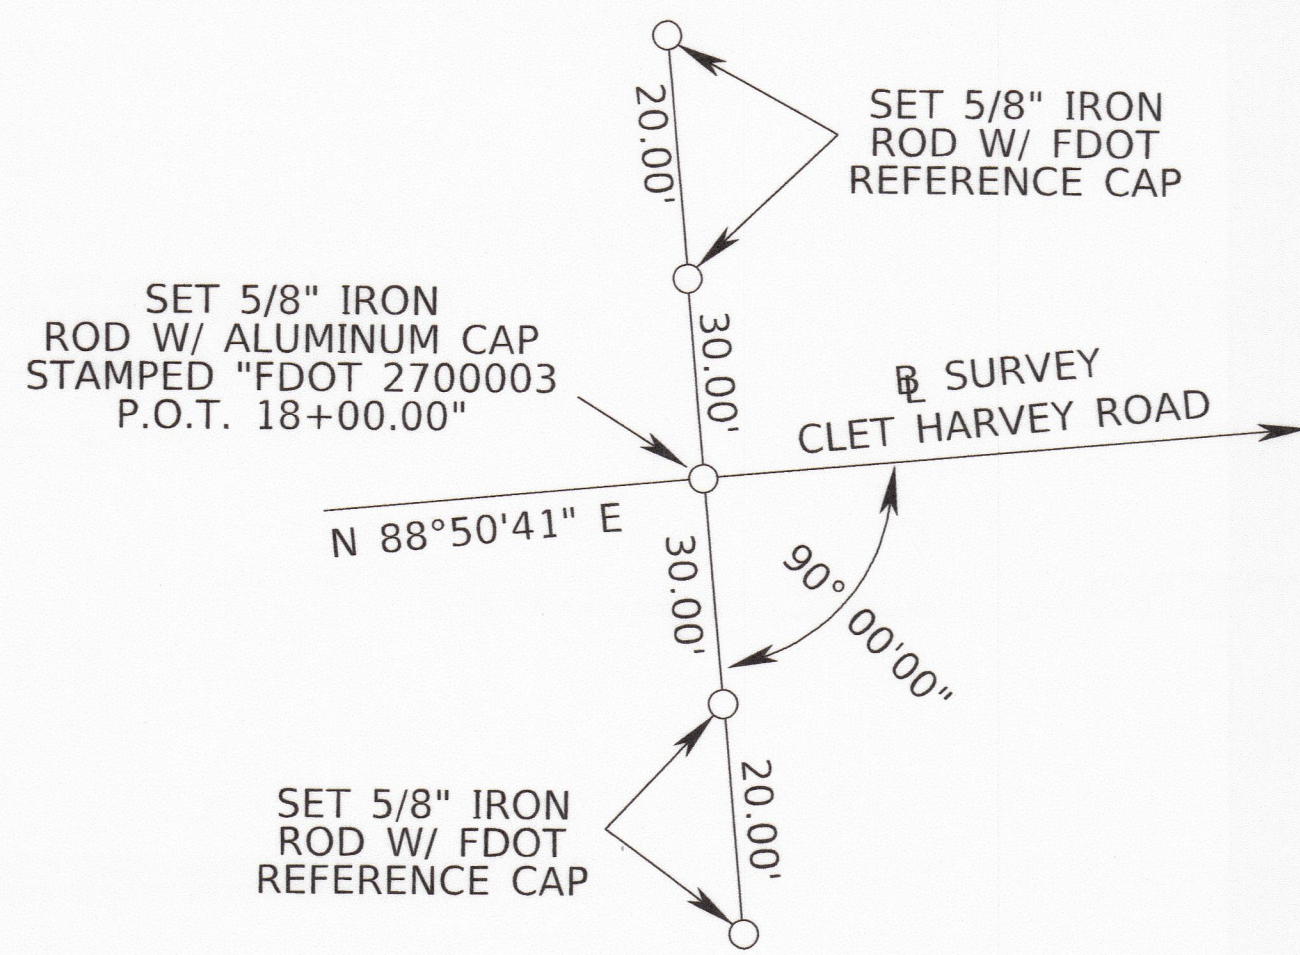 20.00'
SET 5/8" IRON
ROD W/ FDOT
REFERENCE CAP
SET 5/8" IRON
ROD W/ ALUMINUM CAP
STAMPED "FDOT 2700003
P.O.T. 18+00.00"
30.00'
BL SURVEY
CLET HARVEY ROAD
N 88°50'41" E
30.00'
90° 00'00"
SET 5/8" IRON
ROD W/ FDOT
REFERENCE CAP
20.00'